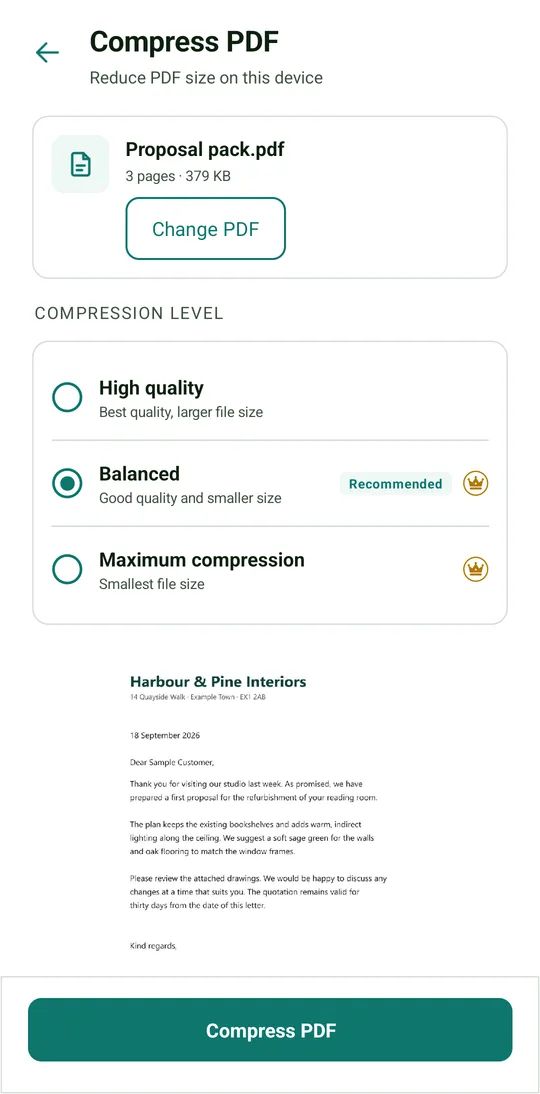 Compress PDF
Reduce PDF size on this device
Proposal pack.pdf
3 pages · 379 KB
Change PDF
COMPRESSION LEVEL
High quality
Best quality, larger file size
Balanced
Good quality and smaller size
Recommended
Maximum compression
Smallest file size
Harbour & Pine Interiors
14 Quayside Walk · Example Town · EX1 2AB
18 September 2026
Dear Sample Customer,
Thank you for visiting our studio last week. As promised, we have
prepared a first proposal for the refurbishment of your reading room.
The plan keeps the existing bookshelves and adds warm, indirect
lighting along the ceiling. We suggest a soft sage green for the walls
and oak flooring to match the window frames.
Please review the attached drawings. We would be happy to discuss any
changes at a time that suits you. The quotation remains valid for
thirty days from the date of this letter.
Kind regards,
Compress PDF